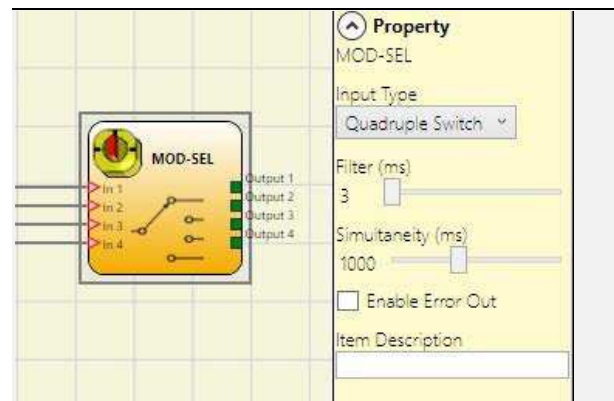 MOD-SEL
In 1
In 2
In 3
In 4
Output 1
Output 2
Output 3
Output 4
Property
MOD-SEL
Input Type
Quadruple Switch
Filter (ms)
3
Simultaneity (ms)
1000
Enable Error Out
Item Description